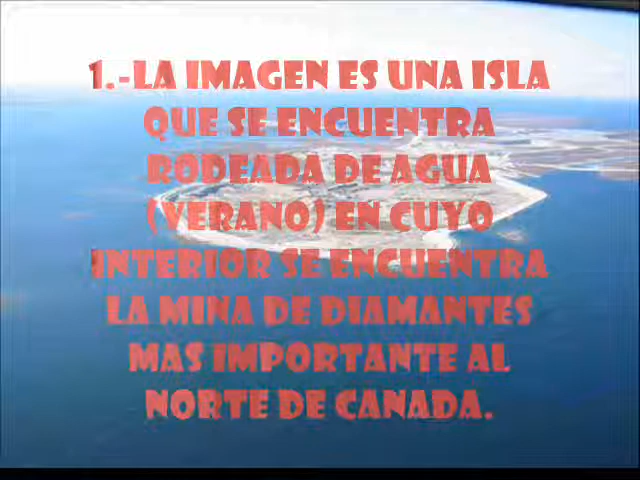 1.-LA IMAGEN ES UNA ISLA
QUE SE ENCUENTRA
RODEADA DE AGUA
(VERANO) EN CUYO
INTERIOR SE ENCUENTRA
LA MINA DE DIAMANTES
MAS IMPORTANTE AL
NORTE DE CANADA.